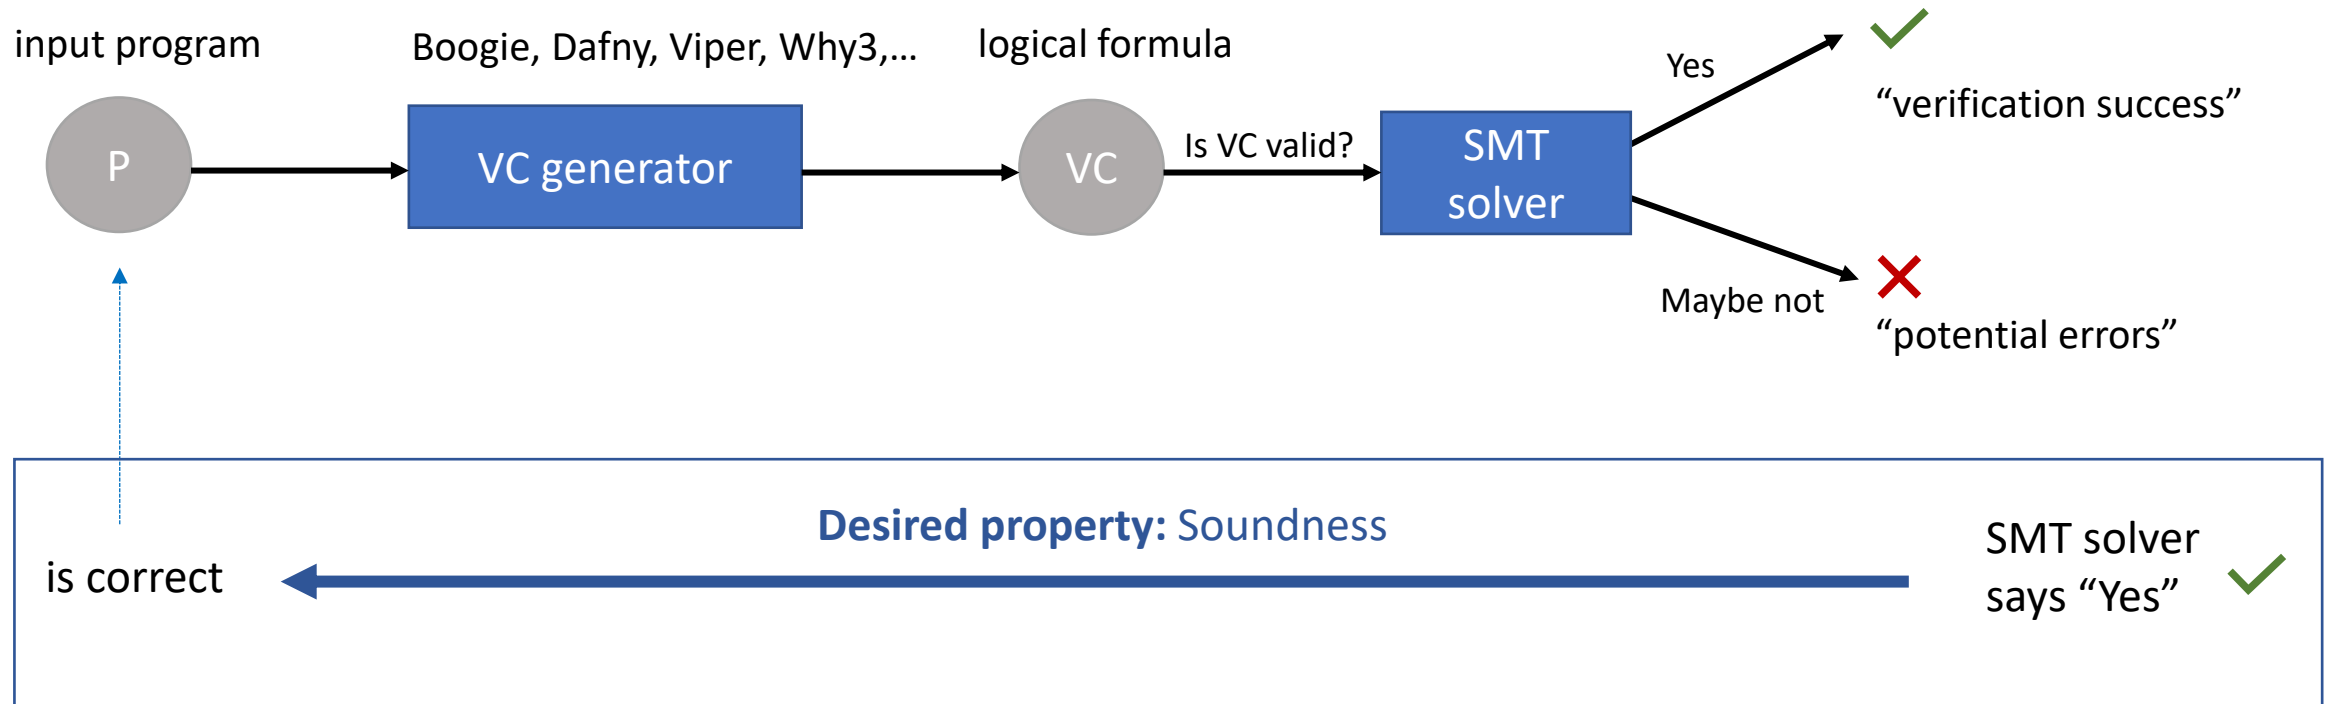 input program
Boogie, Dafny, Viper, Why3,...
logical formula
Yes
“verification success”
P
VC generator
VC
Is VC valid?
SMT
solver
Maybe not
“potential errors”
Desired property: Soundness
is correct
SMT solver
says “Yes”